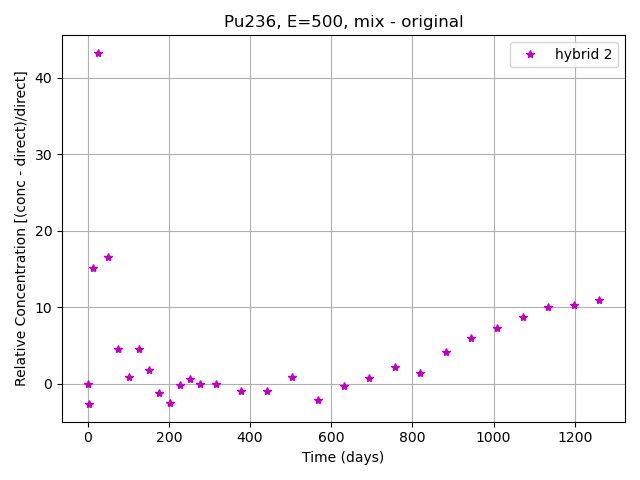 Pu236, E=500, mix - original
hybrid 2
Relative Concentration [(conc - direct)/direct]
40
30
20
10
0
0 200 400 600 800 1000 1200
Time (days)